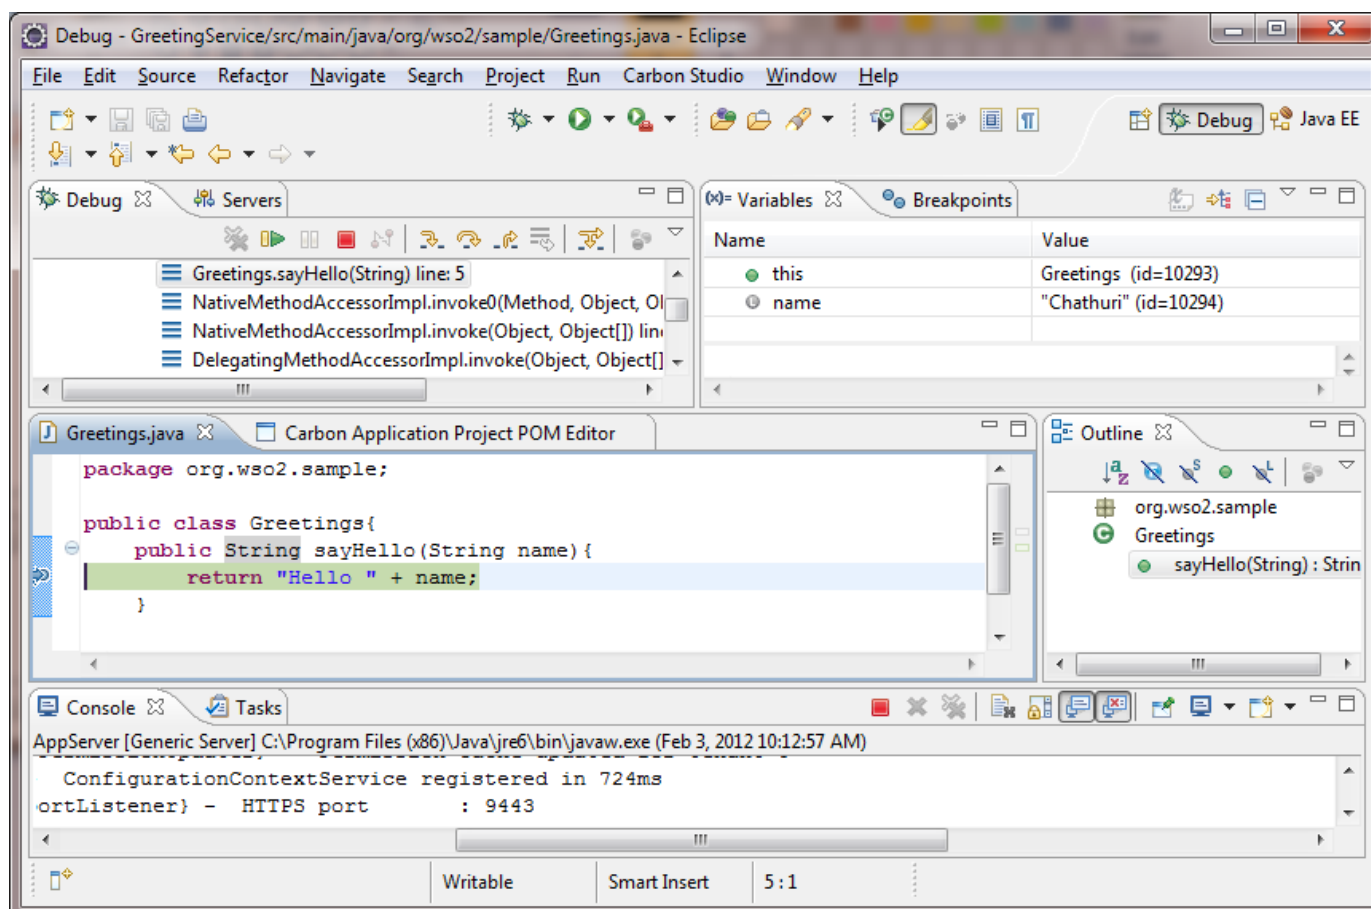 Debug - GreetingService/src/main/java/org/wso2/sample/Greetings.java - Eclipse
File Edit Source Refactor Navigate Search Project Run Carbon Studio Window Help
Debug Java EE
Debug Servers
Variables Breakpoints
Name Value
Greetings.sayHello(String) line: 5
NativeMethodAccessorImpl.invoke0(Method, Object, Ol
NativeMethodAccessorImpl.invoke(Object, Object[]) line
DelegatingMethodAccessorImpl.invoke(Object, Object[]
this Greetings (id=10293)
name "Chathuri" (id=10294)
Greetings.java Carbon Application Project POM Editor
package org.wso2.sample;
public class Greetings{
public String sayHello(String name){
return "Hello " + name;
}
Outline
org.wso2.sample
Greetings
sayHello(String) : Strin
Console Tasks
AppServer [Generic Server] C:\Program Files (x86)\Java\jre6\bin\javaw.exe (Feb 3, 2012 10:12:57 AM)
ConfigurationContextService registered in 724ms
ortListener} - HTTPS port : 9443
Writable Smart Insert 5 : 1